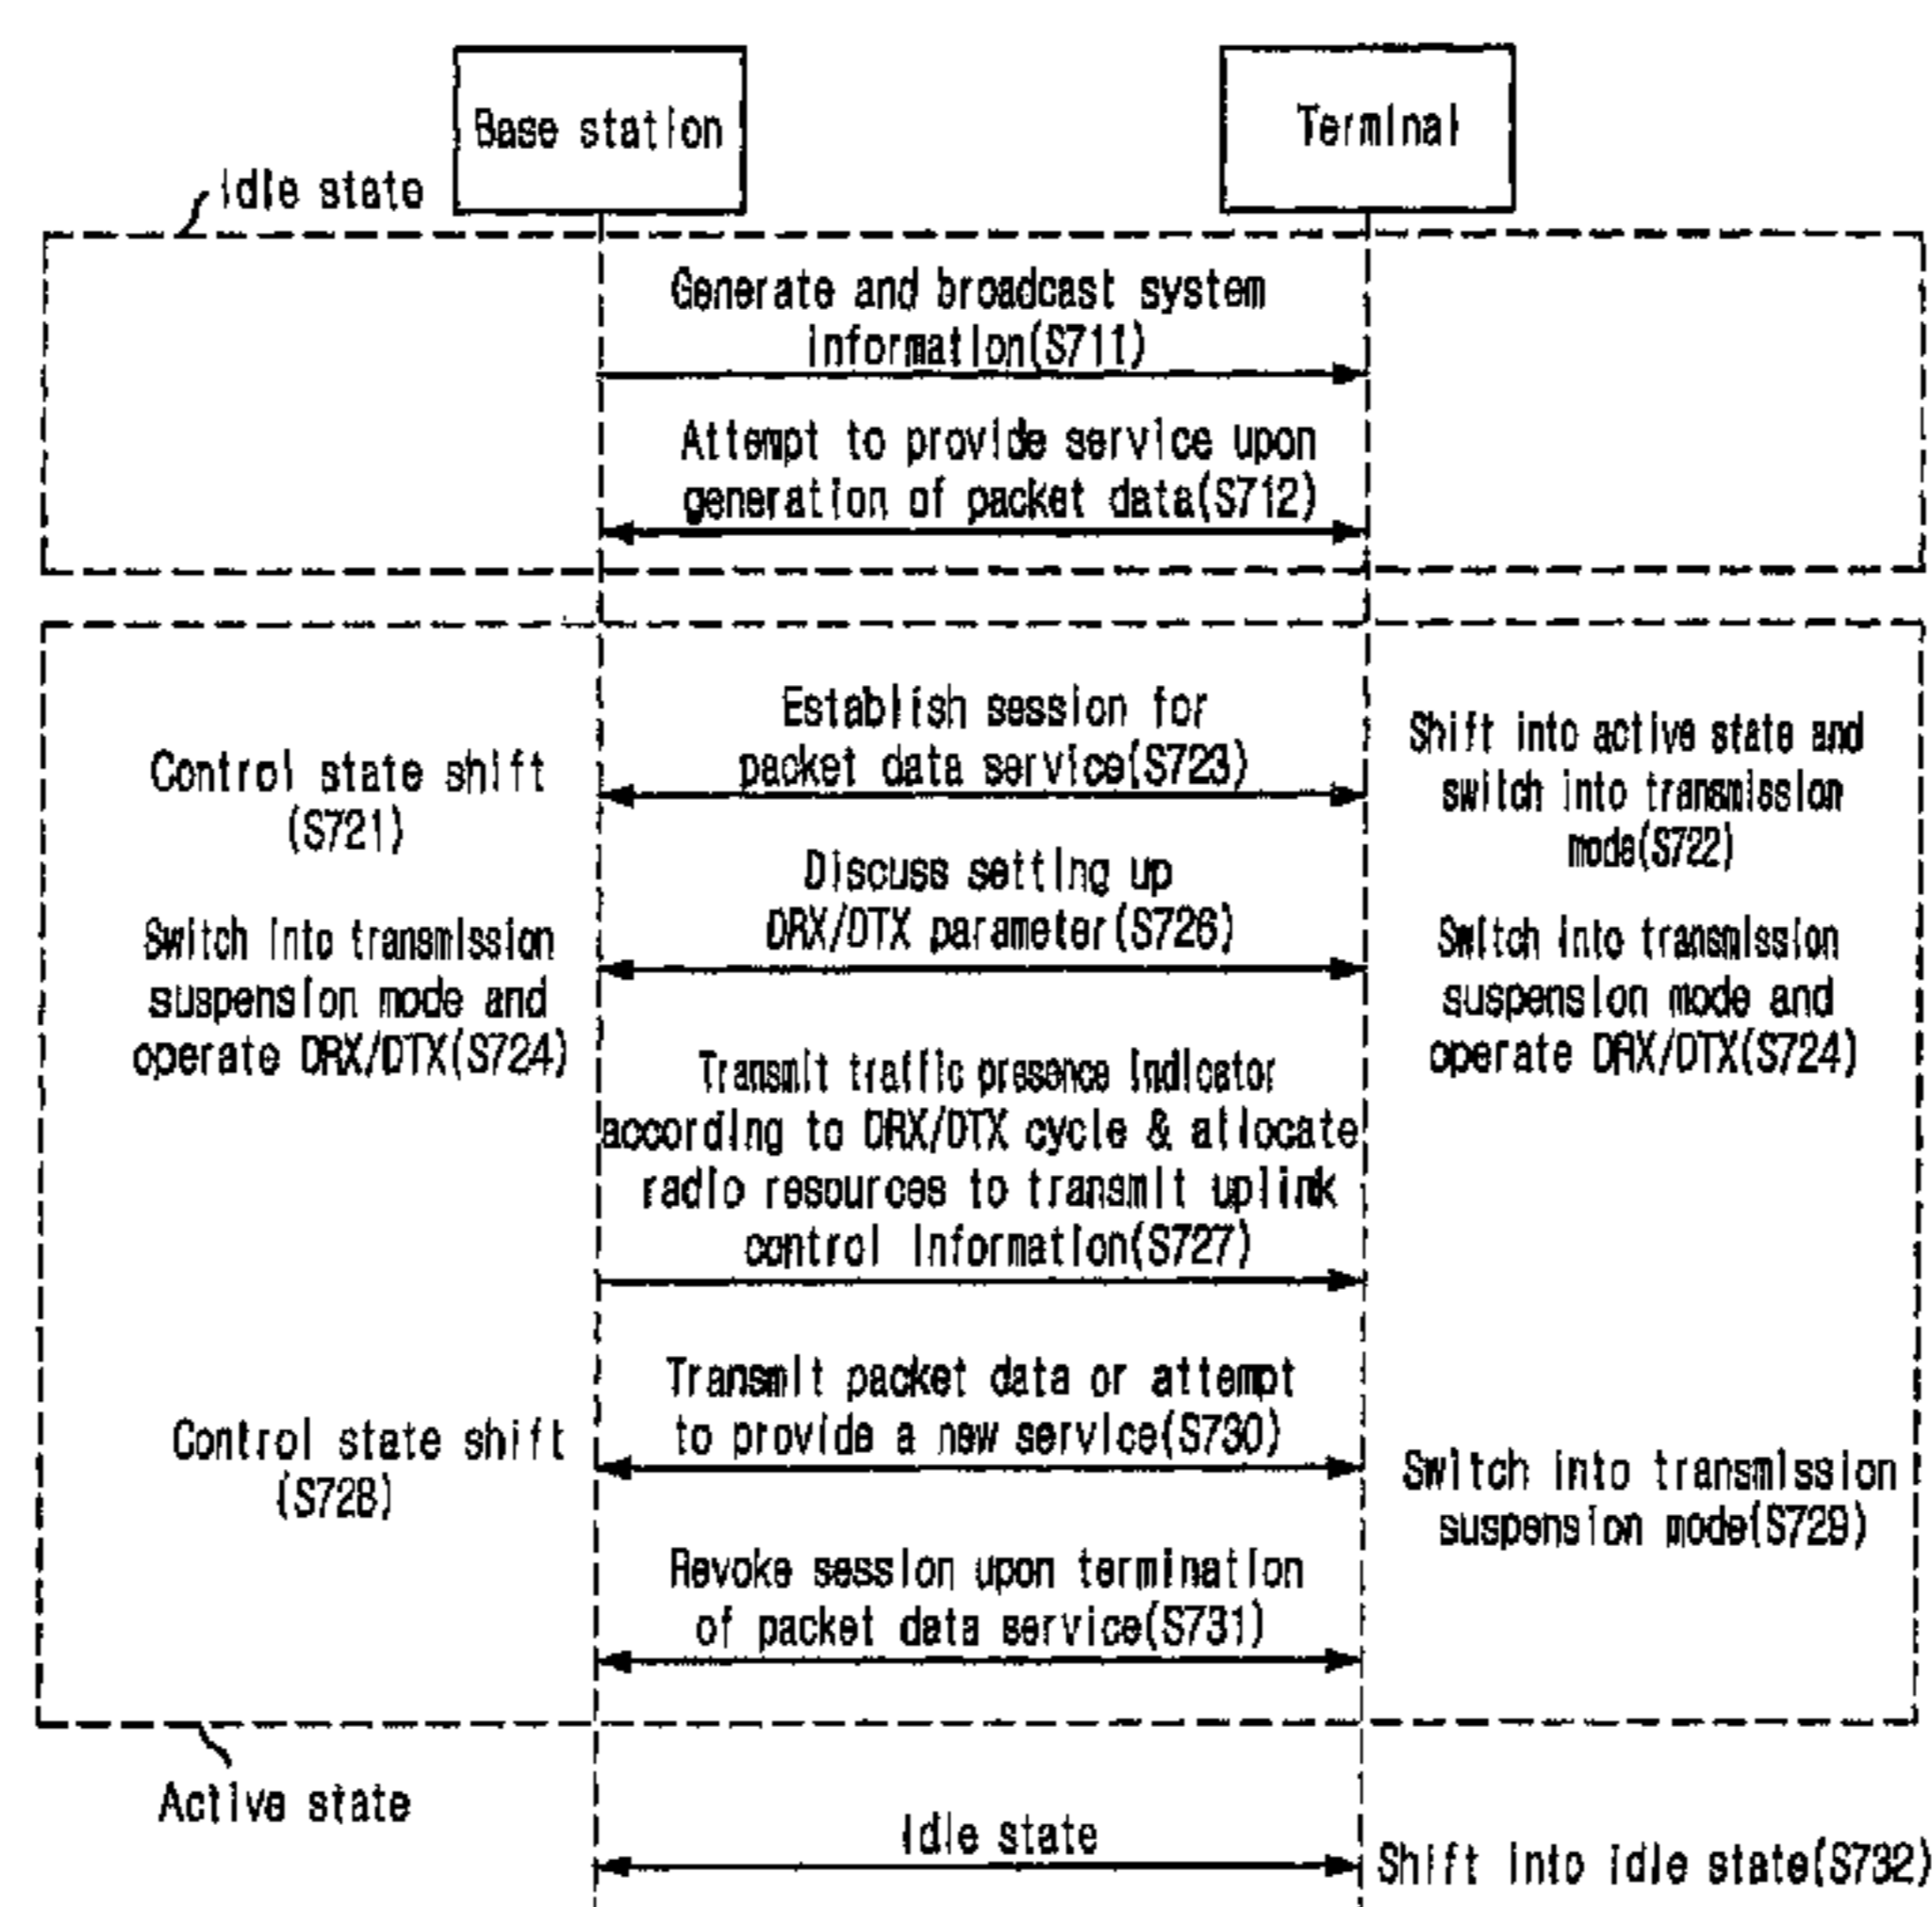 Base station
Terminal
Idle state
Generate and broadcast system
information(S711)
Attempt to provide service upon
generation of packet data(S712)
Establish session for
packet data service(S723)
Control state shift
(S721)
Shift into active state and
switch into transmission
mode(S722)
Discuss setting up
DRX/DTX parameter(S726)
Switch into transmission
suspension mode and
operate DRX/DTX(S724)
Switch into transmission
suspension mode and
operate DRX/DTX(S724)
Transmit traffic presence indicator
according to DRX/DTX cycle & allocate
radio resources to transmit uplink
control information(S727)
Transmit packet data or attempt
to provide a new service(S730)
Control state shift
(S728)
Switch into transmission
suspension mode(S729)
Revoke session upon termination
of packet data service(S731)
Active state
Idle state
Shift into idle state(S732)